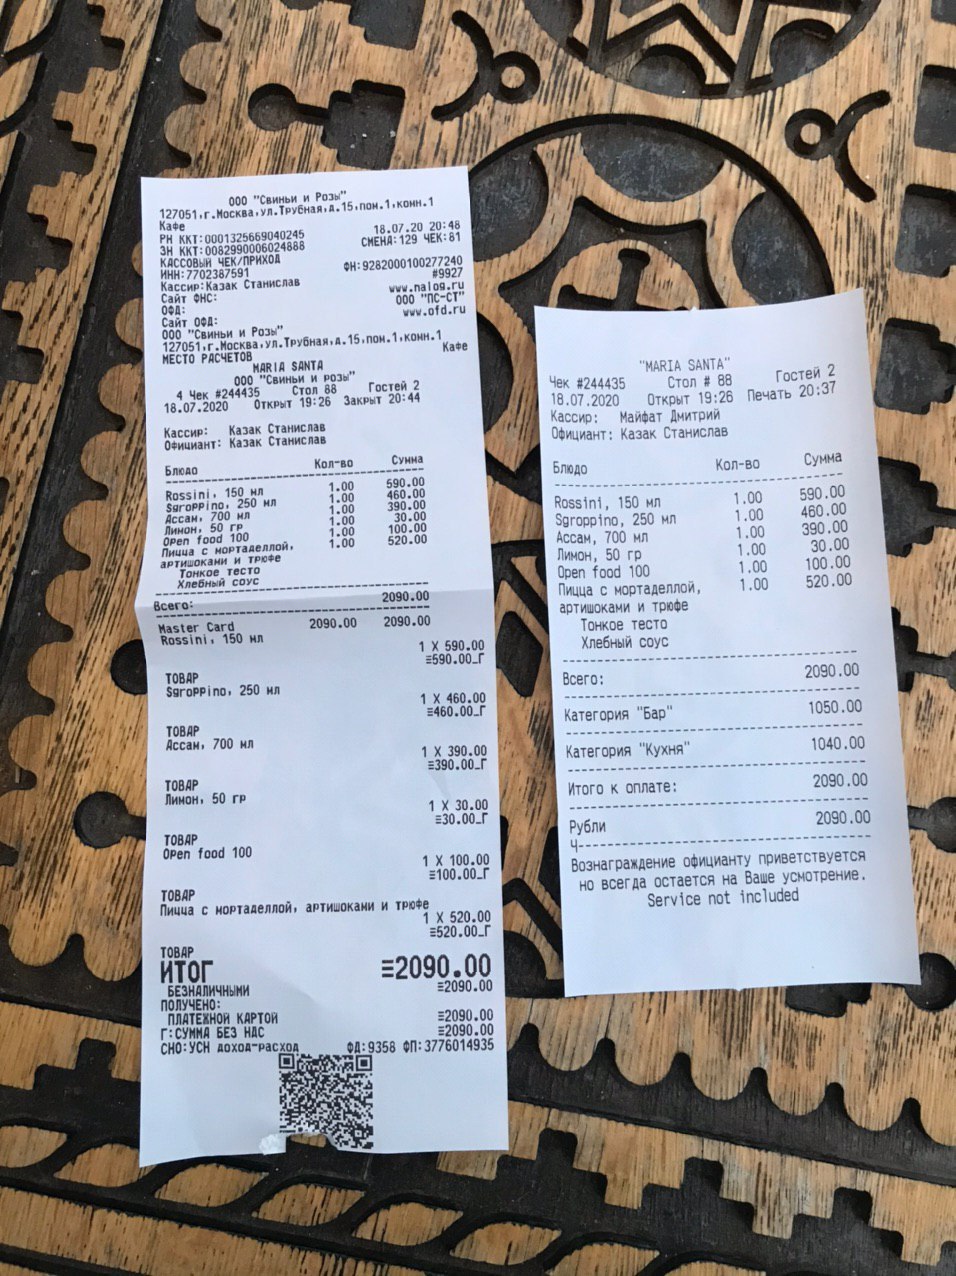 ООО "Свиньи и Розы"
127051,г.Москва,ул.Трубная,д.15,пом.1,комн.1
Кафе
РН ККТ:0001325669040245 18.07.20 20:48
ЗН ККТ:0082990006024888 СМЕНА:129 ЧЕК:81
КАССОВЫЙ ЧЕК/ПРИХОД
ИНН:7702387591 ФН:9282000100277240
Кассир:Казак Станислав #9927
Сайт ФНС: www.nalog.ru
ОФД: ООО "ПС-СТ"
Сайт ОФД: www.ofd.ru
ООО "Свиньи и Розы"
127051,г.Москва,ул.Трубная,д.15,пом.1,комн.1
МЕСТО РАСЧЕТОВ Кафе
MARIA SANTA
ООО "Свиньи и розы"
4 Чек #244435 Стол 88 Гостей 2
18.07.2020 Открыт 19:26 Закрыт 20:44
Кассир: Казак Станислав
Официант: Казак Станислав
Блюдо Кол-во Сумма
Rossini, 150 мл 1.00 590.00
Sgroppino, 250 мл 1.00 460.00
Ассам, 700 мл 1.00 390.00
Лимон, 50 гр 1.00 30.00
Open food 100 1.00 100.00
Пицца с мортаделлой, 1.00 520.00
артишоками и трюфе
Тонкое тесто
Хлебный соус
Всего: 2090.00
Master Card 2090.00 2090.00
Rossini, 150 мл
1 X 590.00
≡590.00_Г
ТОВАР
Sgroppino, 250 мл
1 X 460.00
≡460.00_Г
ТОВАР
Ассам, 700 мл
1 X 390.00
≡390.00_Г
ТОВАР
Лимон, 50 гр
1 X 30.00
≡30.00_Г
ТОВАР
Open food 100
1 X 100.00
≡100.00_Г
ТОВАР
Пицца с мортаделлой, артишоками и трюфе
1 X 520.00
≡520.00_Г
ТОВАР
ИТОГ ≡2090.00
БЕЗНАЛИЧНЫМИ ≡2090.00
ПОЛУЧЕНО:
ПЛАТЕЖНОЙ КАРТОЙ ≡2090.00
Г:СУММА БЕЗ НДС ≡2090.00
СНО:УСН доход-расход ФД:9358 ФП:3776014935
"MARIA SANTA"
Чек #244435 Стол # 88 Гостей 2
18.07.2020 Открыт 19:26 Печать 20:37
Кассир: Майфат Дмитрий
Официант: Казак Станислав
Блюдо Кол-во Сумма
Rossini, 150 мл 1.00 590.00
Sgroppino, 250 мл 1.00 460.00
Ассам, 700 мл 1.00 390.00
Лимон, 50 гр 1.00 30.00
Open food 100 1.00 100.00
Пицца с мортаделлой, 1.00 520.00
артишоками и трюфе
Тонкое тесто
Хлебный соус
Всего: 2090.00
Категория "Бар" 1050.00
Категория "Кухня" 1040.00
Итого к оплате: 2090.00
Рубли 2090.00
Ч
Вознаграждение официанту приветствуется
но всегда остается на Ваше усмотрение.
Service not included